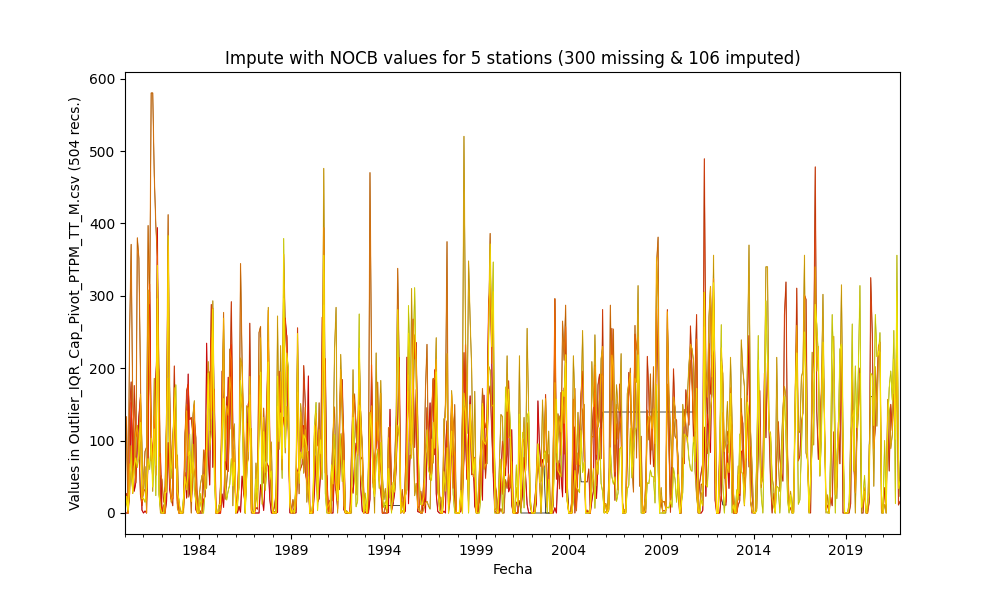 Impute with NOCB values for 5 stations (300 missing & 106 imputed)
Values in Outlier_IQR_Cap_Pivot_PTPM_TT_M.csv (504 recs.)
600
500
400
300
200
100
0
1984 1989 1994 1999 2004 2009 2014 2019
Fecha